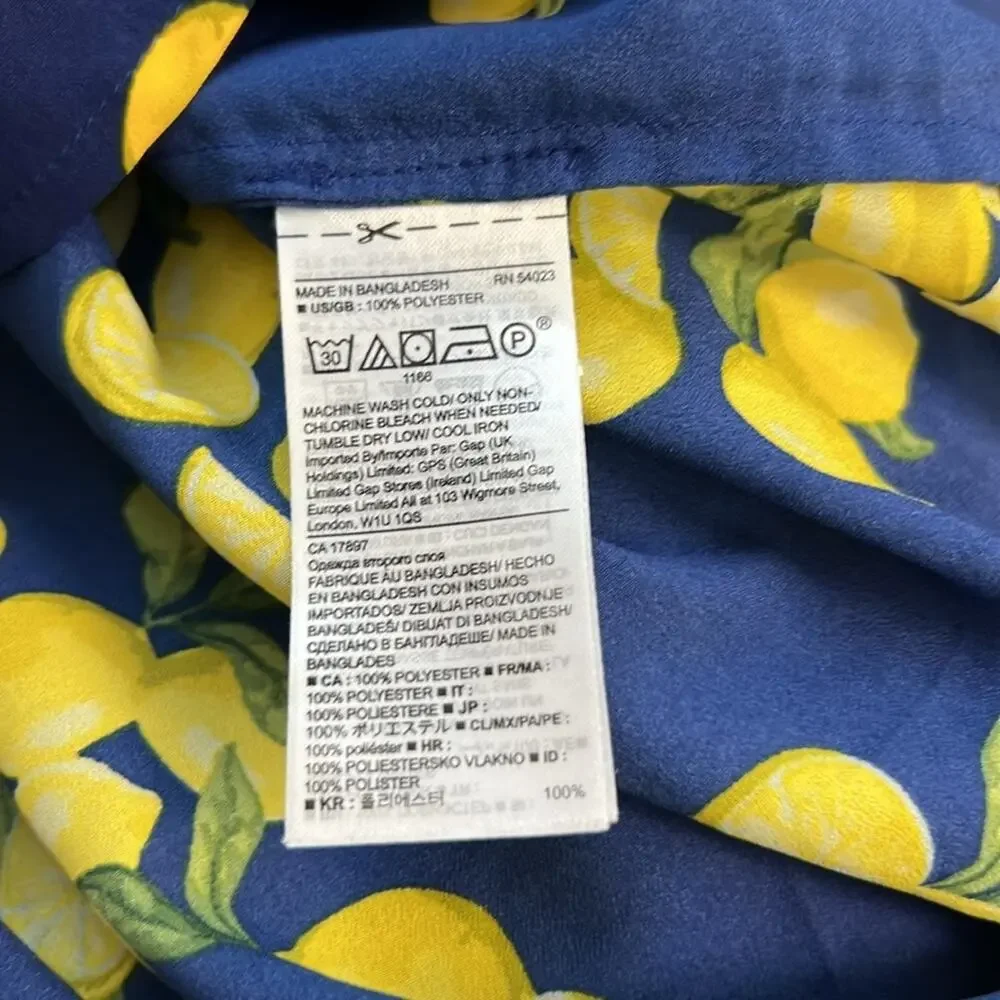 MADE IN BANGLADESH RN 54023
■ US/GB : 100% POLYESTER
30 P ®
1166
MACHINE WASH COLD/ ONLY NON-
CHLORINE BLEACH WHEN NEEDED/
TUMBLE DRY LOW/ COOL IRON
Imported By/Importe Par: Gap (UK
Holdings) Limited: GPS (Great Britain)
Limited Gap Stores (Ireland) Limited Gap
Europe Limited All at 103 Wigmore Street,
London, W1U 1QS
CA 17897
Одежда второго слоя
FABRIQUE AU BANGLADESH/ HECHO
EN BANGLADESH CON INSUMOS
IMPORTADOS/ ZEMLJA PROIZVODNJE
BANGLADEŠ/ DIBUAT DI BANGLADESH/
СДЕЛАНО В БАНГЛАДЕШЕ/ MADE IN
BANGLADES
■ CA : 100% POLYESTER ■ FR/MA :
100% POLYESTER ■ IT :
100% POLIESTERE ■ JP :
100% ポリエステル ■ CL/MX/PA/PE :
100% poliéster ■ HR :
100% POLIESTERSKO VLAKNO ■ ID :
100% POLISTER
■ KR : 폴리에스터 100%